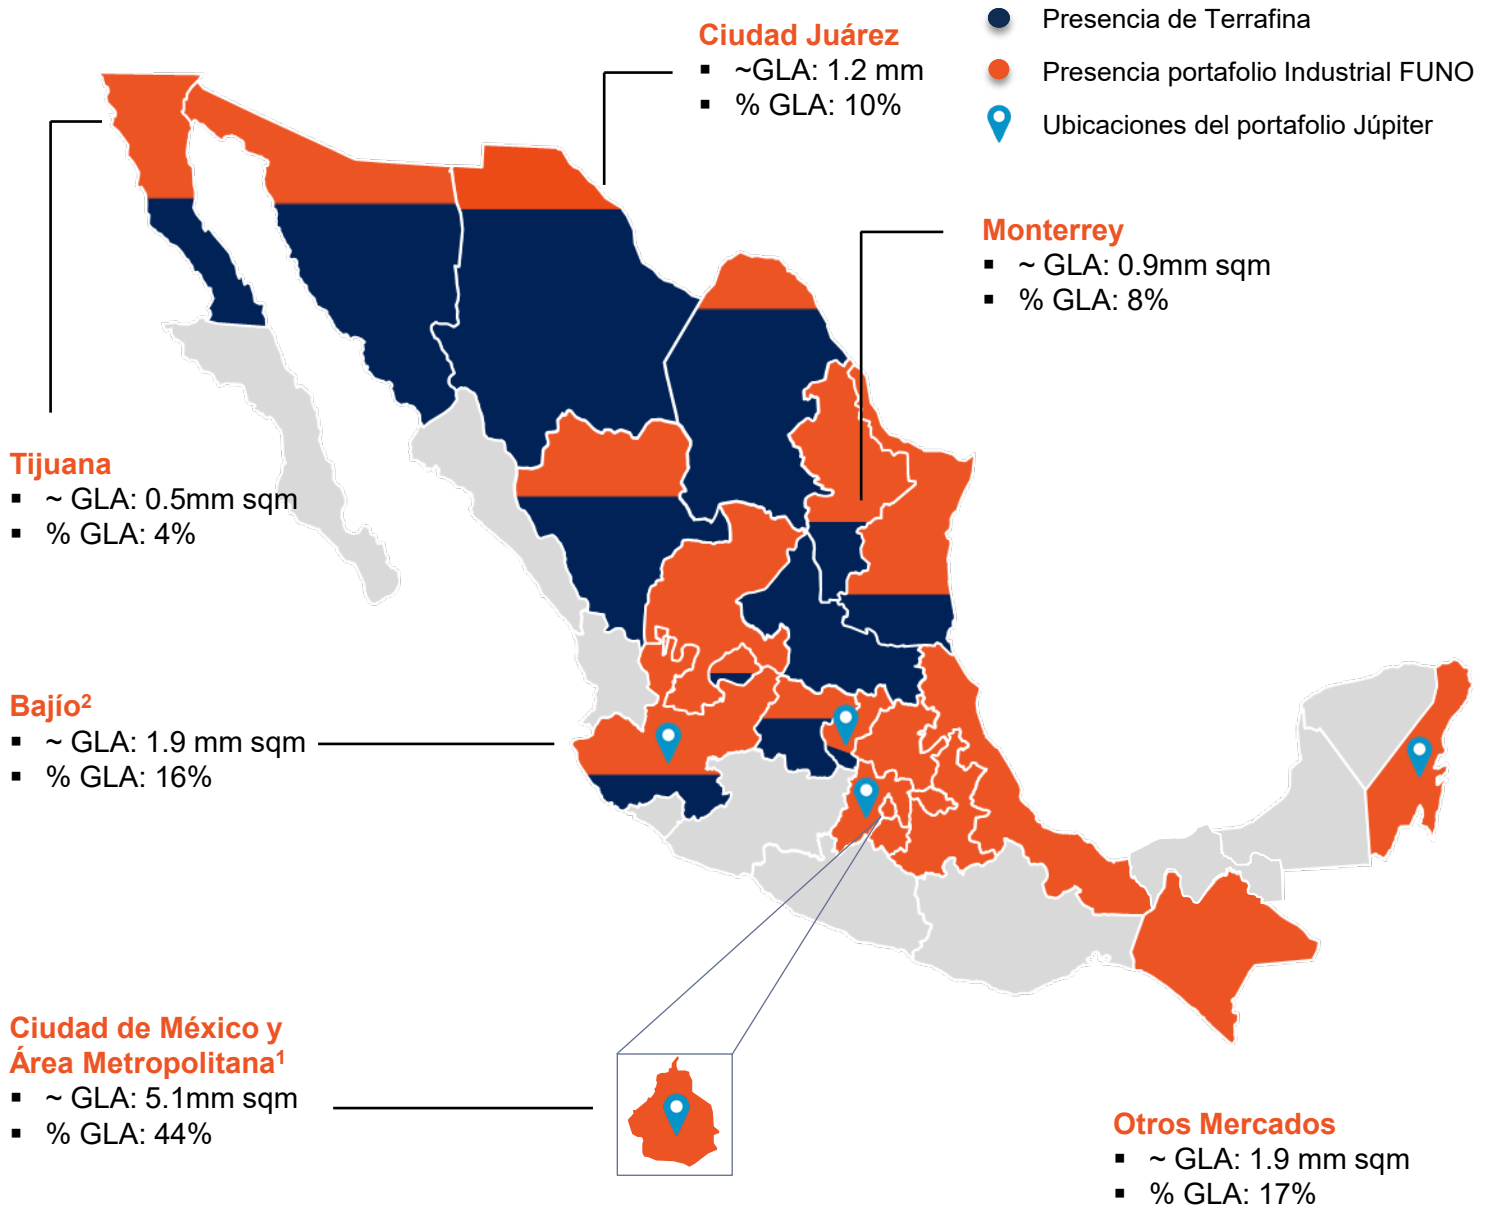 Presencia de Terrafina
Presencia portafolio Industrial FUNO
Ubicaciones del portafolio Júpiter
Ciudad Juárez
▪ ~GLA: 1.2 mm
▪ % GLA: 10%
Monterrey
▪ ~ GLA: 0.9mm sqm
▪ % GLA: 8%
Tijuana
▪ ~ GLA: 0.5mm sqm
▪ % GLA: 4%
Bajío²
▪ ~ GLA: 1.9 mm sqm
▪ % GLA: 16%
Ciudad de México y
Área Metropolitana¹
▪ ~ GLA: 5.1mm sqm
▪ % GLA: 44%
Otros Mercados
▪ ~ GLA: 1.9 mm sqm
▪ % GLA: 17%